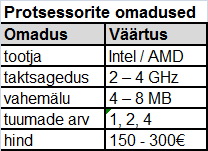 Protsessorite omadused
Omadus Väärtus
tootja Intel / AMD
taktsagedus 2 – 4 GHz
vahemälu 4 – 8 MB
tuumade arv 1, 2, 4
hind 150 - 300€